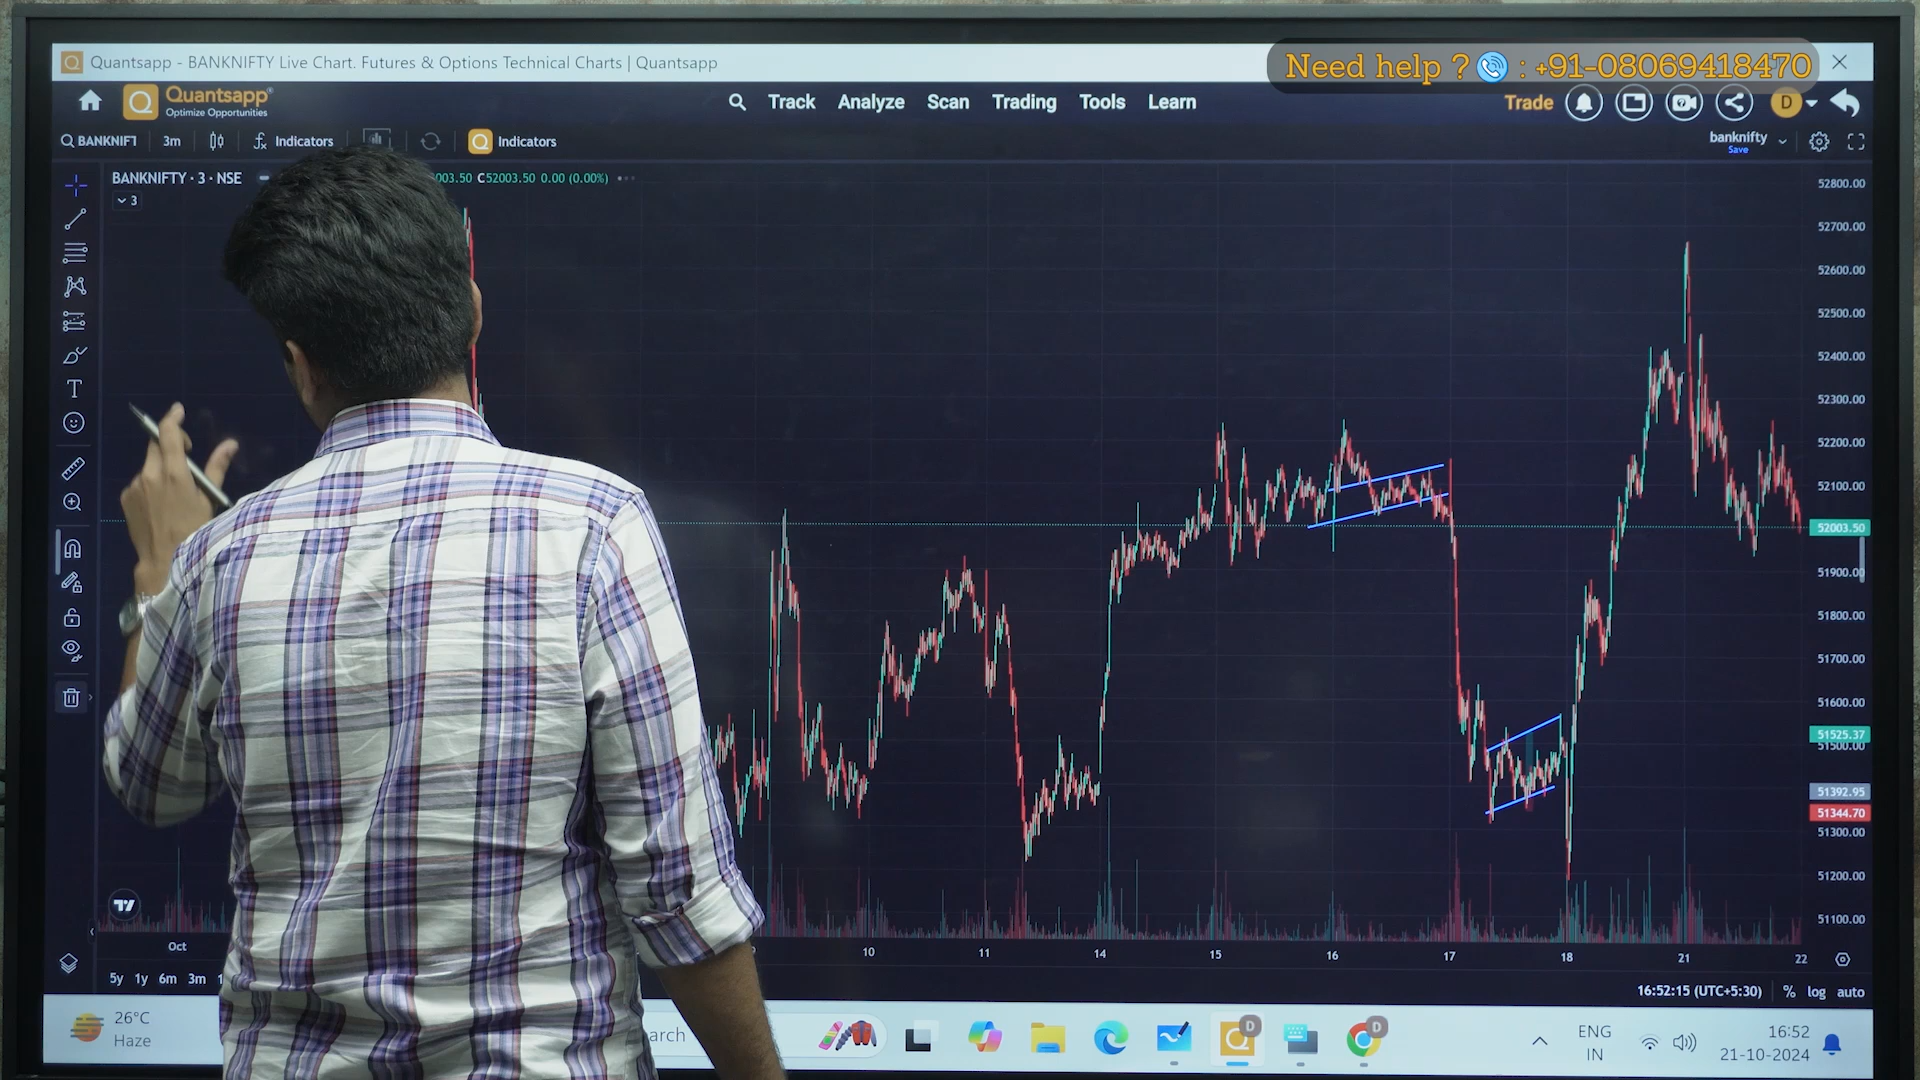 Quantsapp - BANKNIFTY Live Chart. Futures & Options Technical Charts | Quantsapp
Need help ? : +91-08069418470
Quantsapp
Optimize Opportunities
Track Analyze Scan Trading Tools Learn
Trade D
BANKNIFT 3m Indicators Indicators
banknifty
Save
BANKNIFTY · 3 · NSE 003.50 C52003.50 0.00 (0.00%)
3
52800.00
52700.00
52600.00
52500.00
52400.00
52300.00
52200.00
52100.00
52003.50
51900.00
51800.00
51700.00
51600.00
51525.37
51500.00
51392.95
51344.70
51300.00
51200.00
51100.00
Oct 10 11 14 15 16 17 18 21 22
5y 1y 6m 3m 1
16:52:15 (UTC+5:30) % log auto
26°C
Haze
earch
D D
ENG
IN
16:52
21-10-2024